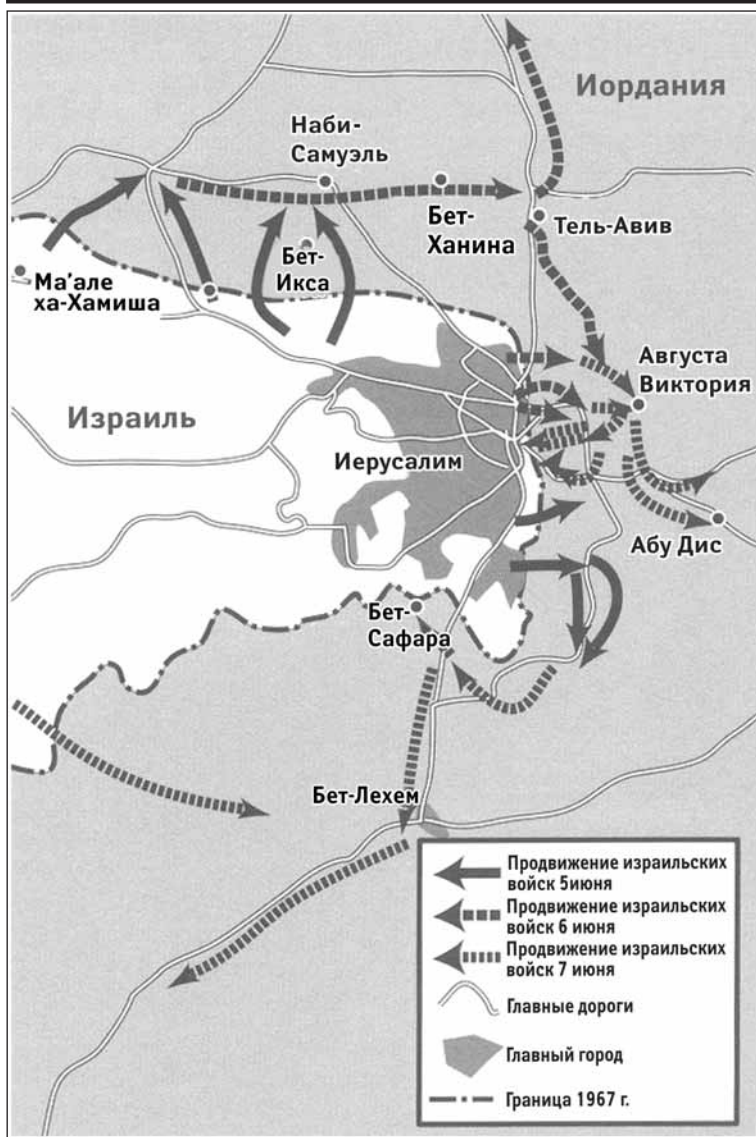 Иордания
Наби-
Самуэль
Бет-
Ханина
Тель-Авив
Бет-
Икса
Ма’але
ха-Хамиша
Августа
Виктория
Израиль
Иерусалим
Абу Дис
Бет-
Сафара
Бет-Лехем
Продвижение израильских
войск 5июня
Продвижение израильских
войск 6 июня
Продвижение израильских
войск 7 июня
Главные дороги
Главный город
Граница 1967 г.